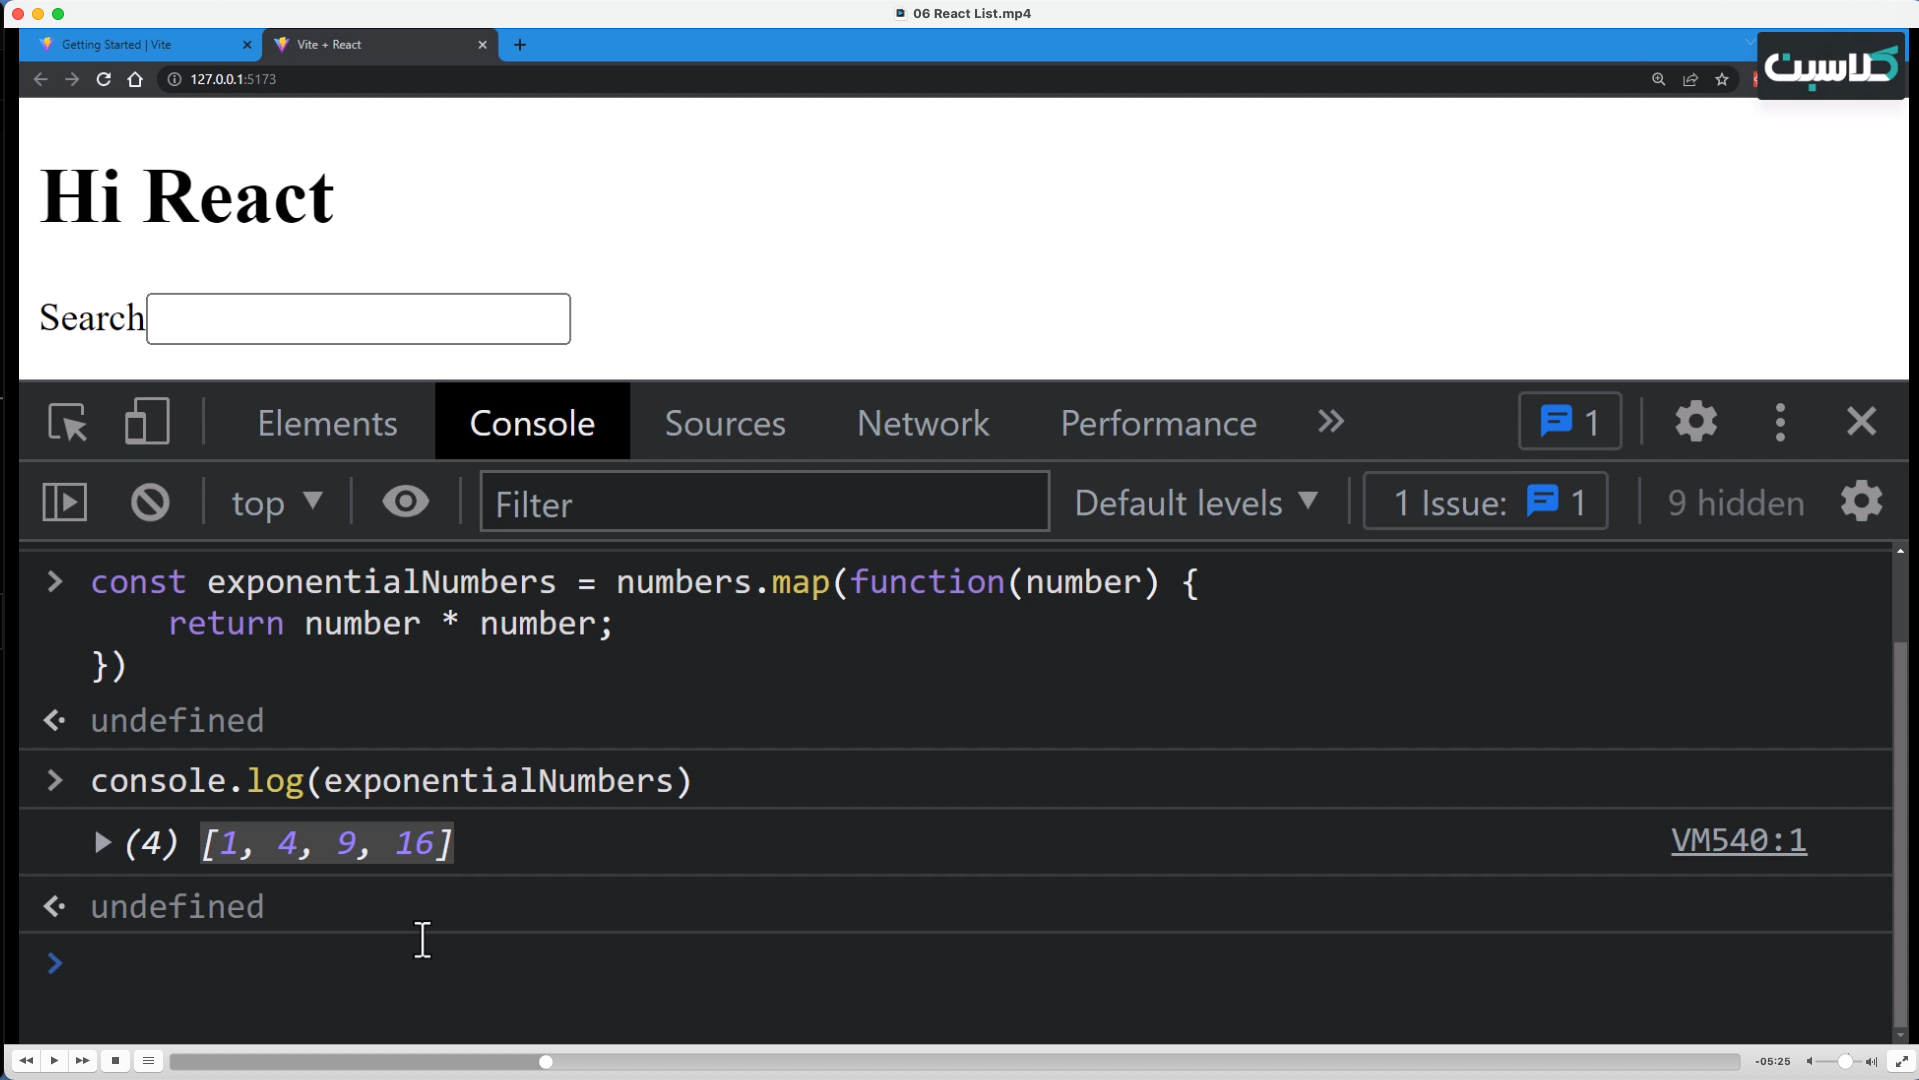 06 React List.mp4
Getting Started | Vite
Vite + React
127.0.0.1:5173
کلاسیت
Hi React
Search
Elements
Console
Sources
Network
Performance
1
top
Filter
Default levels
1 Issue: 1
9 hidden
const exponentialNumbers = numbers.map(function(number) {
return number * number;
})
undefined
console.log(exponentialNumbers)
(4) [1, 4, 9, 16]
VM540:1
undefined
-05:25